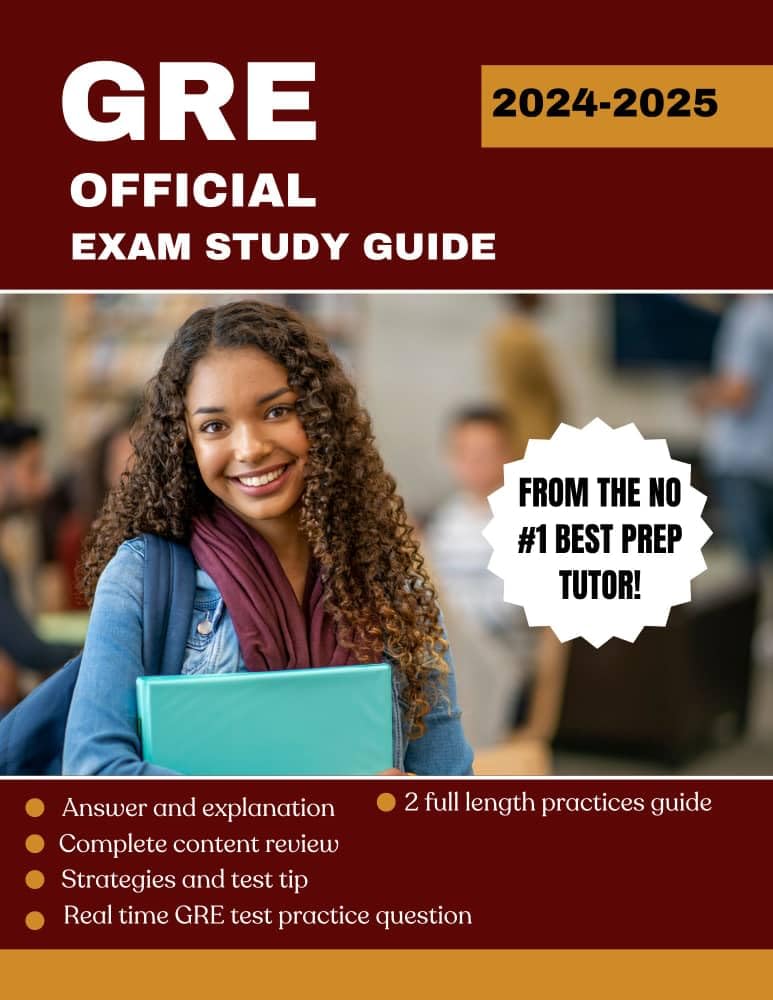 GRE
2024-2025
OFFICIAL
EXAM STUDY GUIDE
FROM THE NO
#1 BEST PREP
TUTOR!
Answer and explanation
2 full length practices guide
Complete content review
Strategies and test tip
Real time GRE test practice question